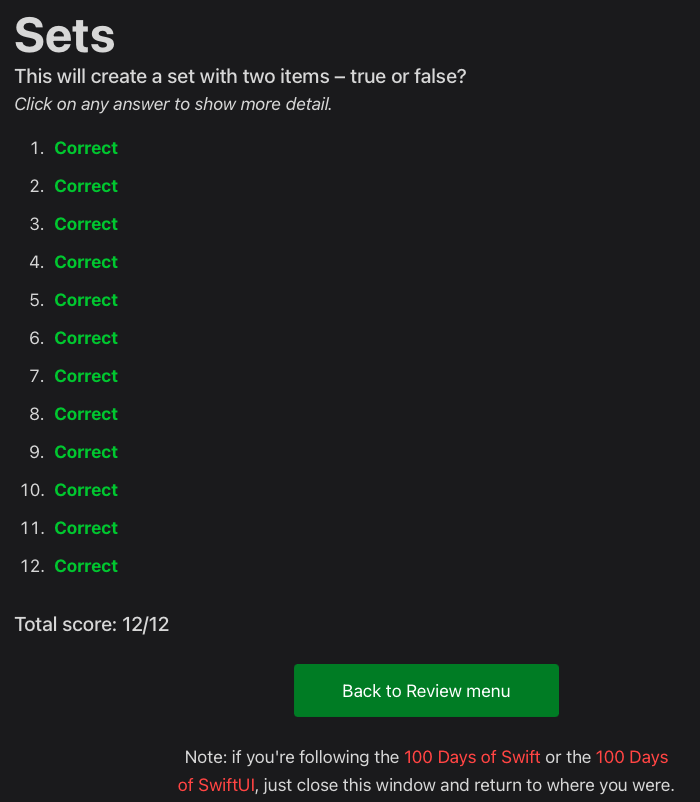 Sets
This will create a set with two items – true or false?
Click on any answer to show more detail.
1. Correct
2. Correct
3. Correct
4. Correct
5. Correct
6. Correct
7. Correct
8. Correct
9. Correct
10. Correct
11. Correct
12. Correct
Total score: 12/12
Back to Review menu
Note: if you're following the 100 Days of Swift or the 100 Days
of SwiftUI, just close this window and return to where you were.